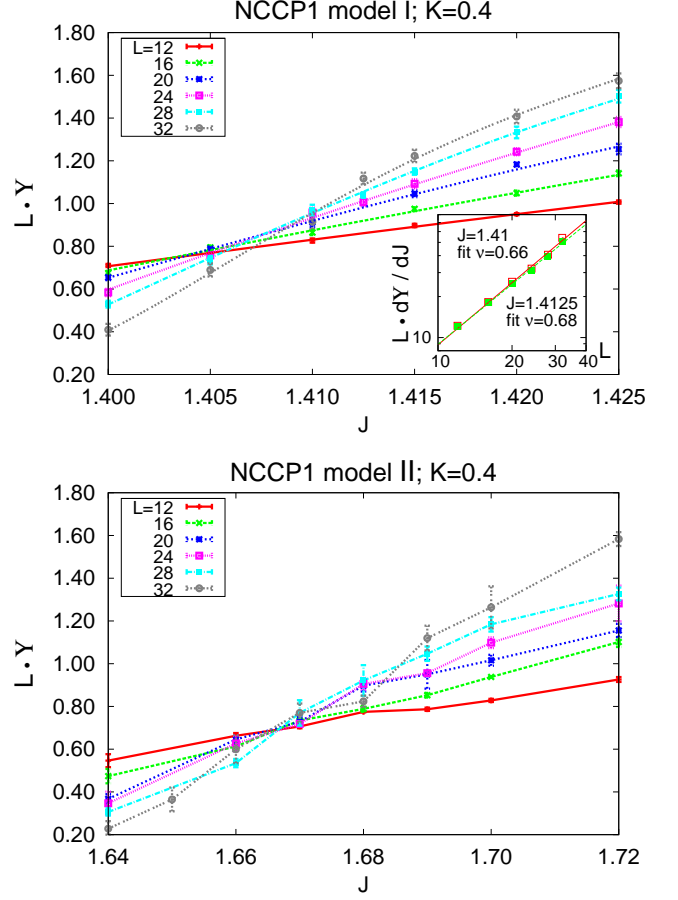 NCCP1 model I; K=0.4
1.80
1.60
1.40
1.20
1.00
0.80
0.60
0.40
0.20
L • Υ
L=12
16
20
24
28
32
L • dY / dJ
J=1.41
fit ν=0.66
J=1.4125
fit ν=0.68
10
10 20 30 40
L
1.400 1.405 1.410 1.415 1.420 1.425
J
NCCP1 model II; K=0.4
1.80
1.60
1.40
1.20
1.00
0.80
0.60
0.40
0.20
L • Υ
L=12
16
20
24
28
32
1.64 1.66 1.68 1.70 1.72
J